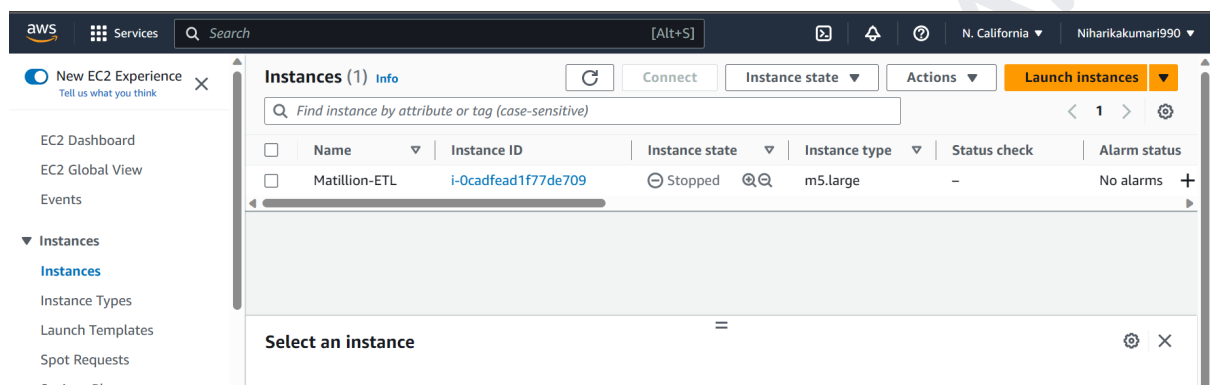 aws Services Search [Alt+S] N. California Niharikakumari990
New EC2 Experience
Tell us what you think
EC2 Dashboard
EC2 Global View
Events
Instances
Instances
Instance Types
Launch Templates
Spot Requests
Instances (1) Info Connect Instance state Actions Launch instances
Find instance by attribute or tag (case-sensitive) 1
Name Instance ID Instance state Instance type Status check Alarm status
Matillion-ETL i-0cadfead1f77de709 Stopped m5.large – No alarms
Select an instance